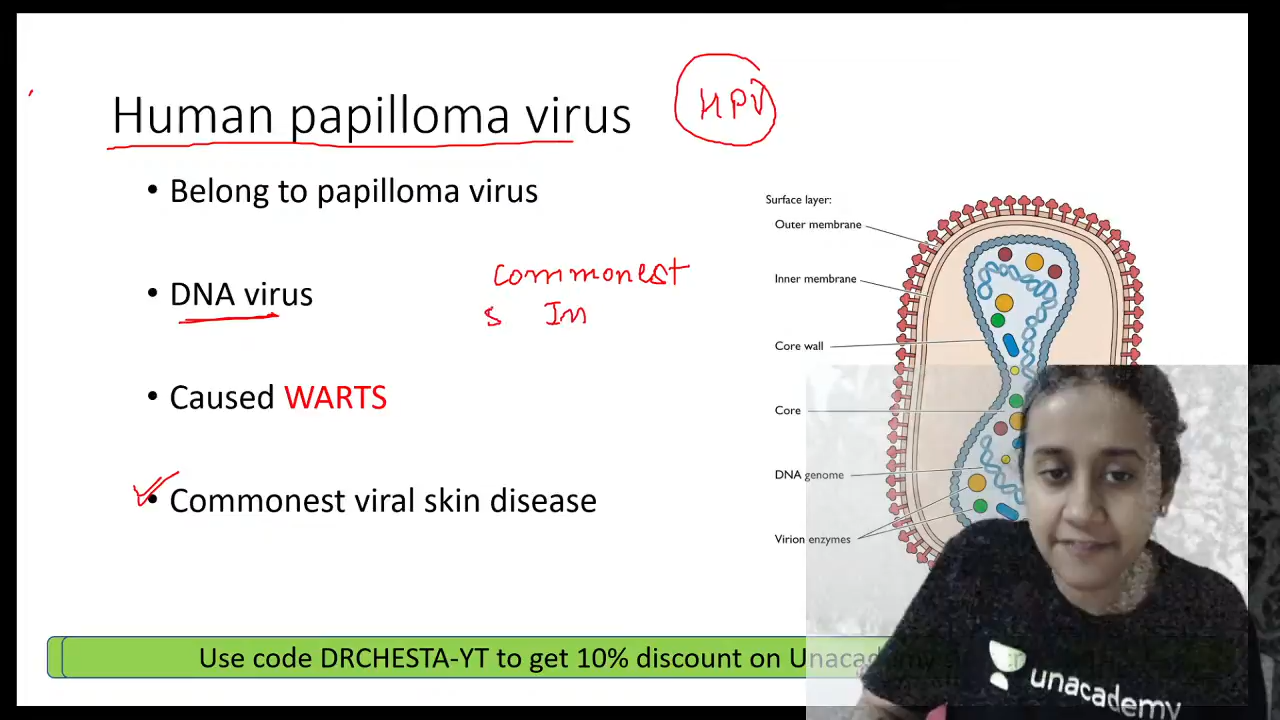 Human papilloma virus
HPV
• Belong to papilloma virus
• DNA virus
commonest
s In
• Caused WARTS
• Commonest viral skin disease
Surface layer:
Outer membrane
Inner membrane
Core wall
Core
DNA genome
Virion enzymes
Use code DRCHESTA-YT to get 10% discount on Unacademy
unacademy